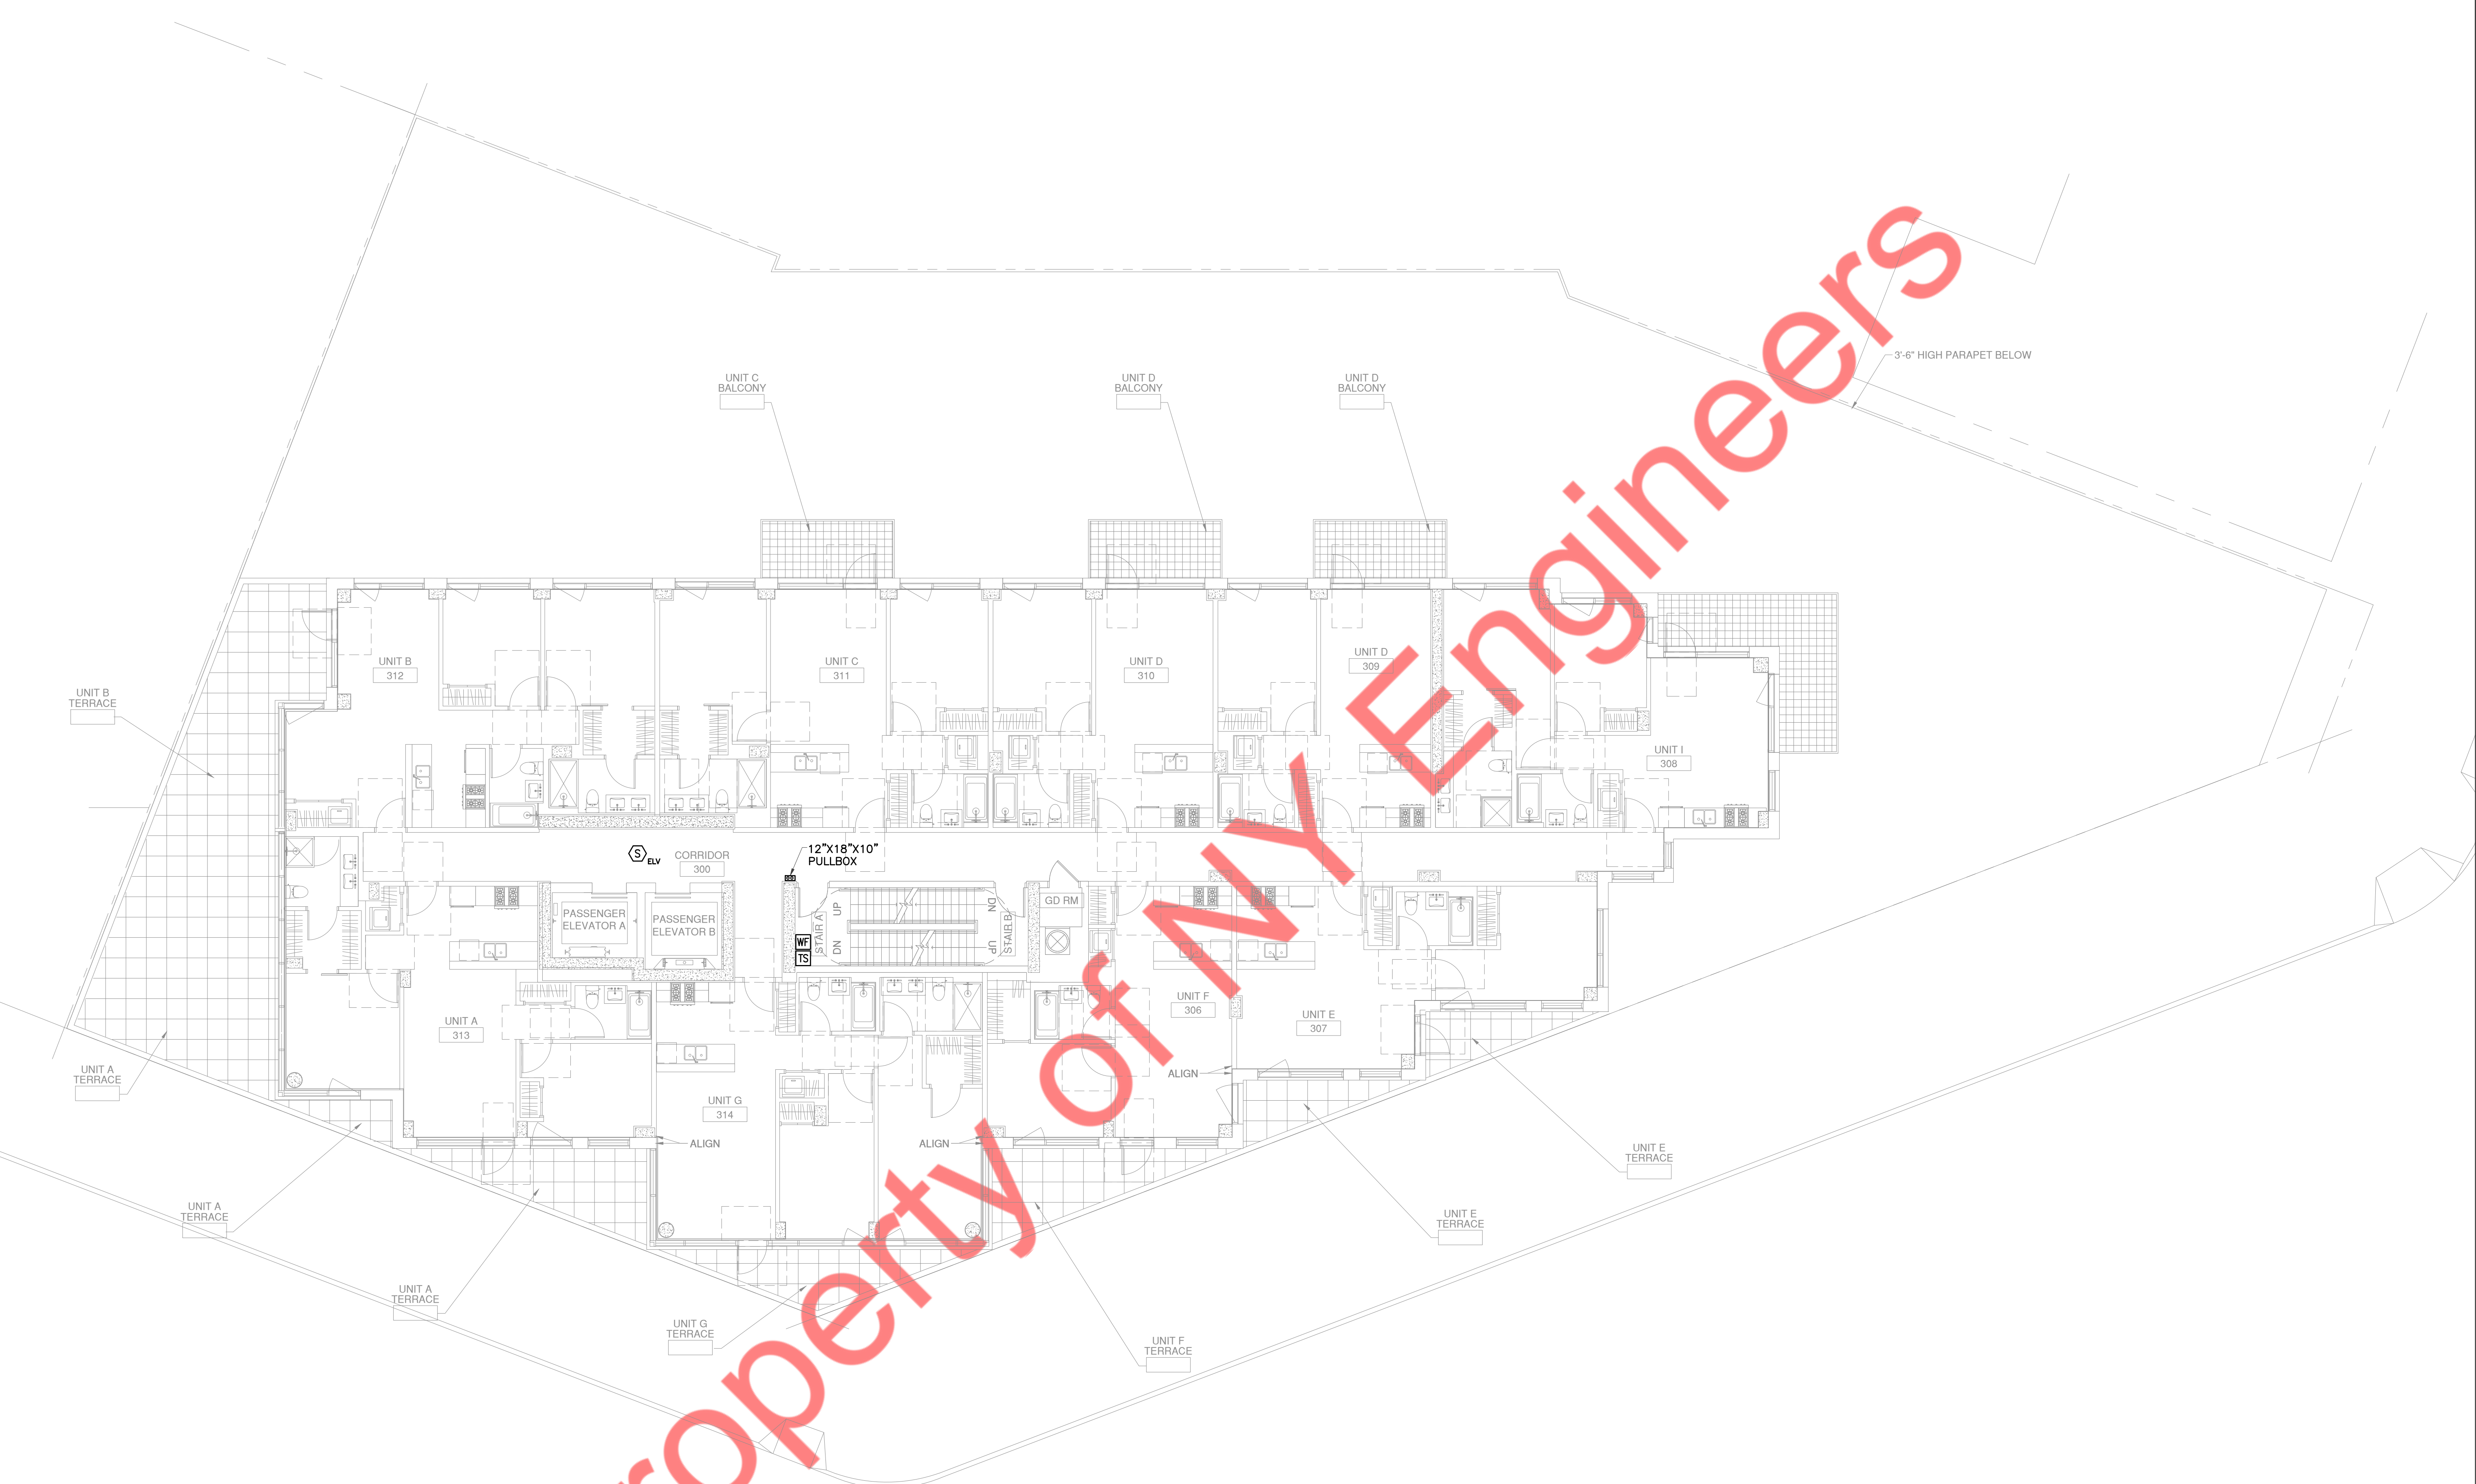 3'-6" HIGH PARAPET BELOW
UNIT C
BALCONY
UNIT D
BALCONY
UNIT D
BALCONY
UNIT B
312
UNIT C
311
UNIT D
310
UNIT D
309
UNIT B
TERRACE
UNIT I
308
12"X18"X10"
PULLBOX
S
ELV
CORRIDOR
300
PASSENGER
ELEVATOR A
PASSENGER
ELEVATOR B
WF
TS
STAIR A
UP
DN
DN
UP
STAIR B
GD RM
UNIT A
313
UNIT F
306
UNIT E
307
UNIT A
TERRACE
ALIGN
UNIT G
314
ALIGN
ALIGN
UNIT E
TERRACE
UNIT A
TERRACE
UNIT E
TERRACE
UNIT A
TERRACE
UNIT G
TERRACE
UNIT F
TERRACE
roperty of NY Engineers